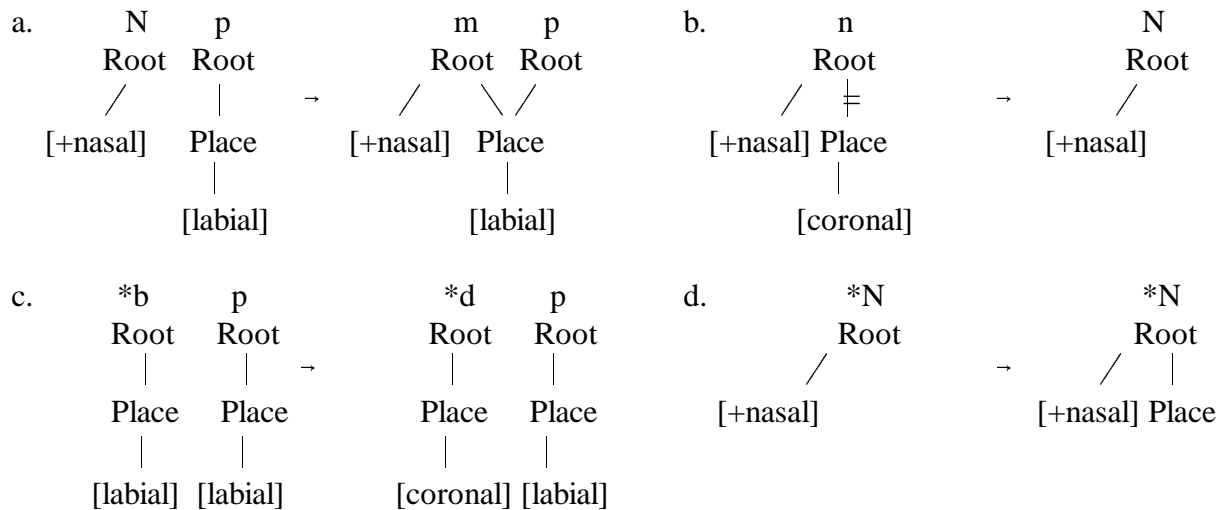 a. N p → m p
Root Root Root Root
[+nasal] Place [+nasal] Place
[labial] [labial]
b. n → N
Root Root
[+nasal] Place [+nasal]
[coronal]
c. *b p → *d p
Root Root Root Root
Place Place Place Place
[labial] [labial] [coronal] [labial]
d. *N → *N
Root Root
[+nasal] [+nasal] Place